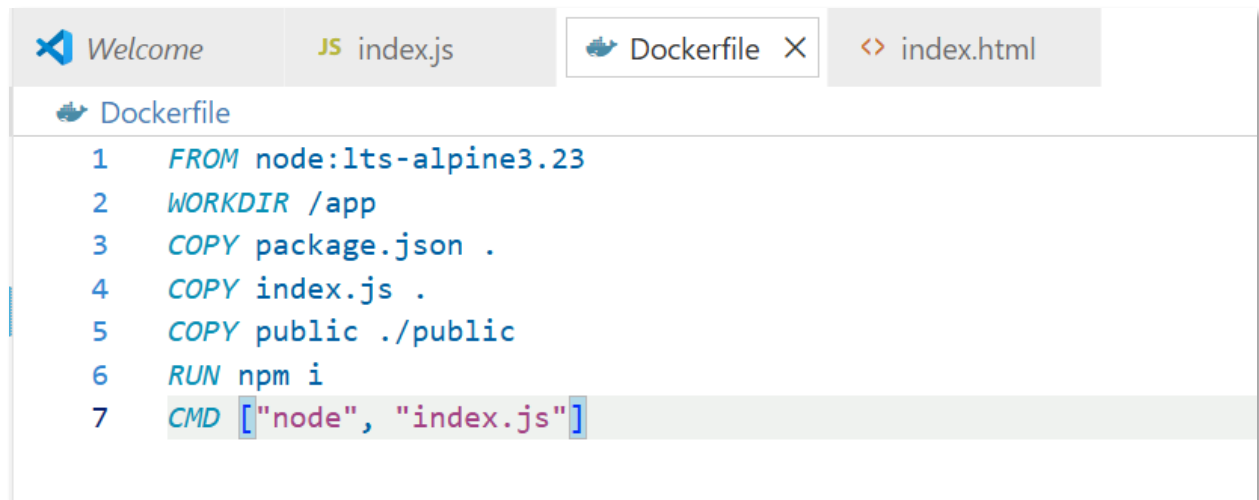 Welcome JS index.js Dockerfile index.html
Dockerfile
1 FROM node:lts-alpine3.23
2 WORKDIR /app
3 COPY package.json .
4 COPY index.js .
5 COPY public ./public
6 RUN npm i
7 CMD ["node", "index.js"]